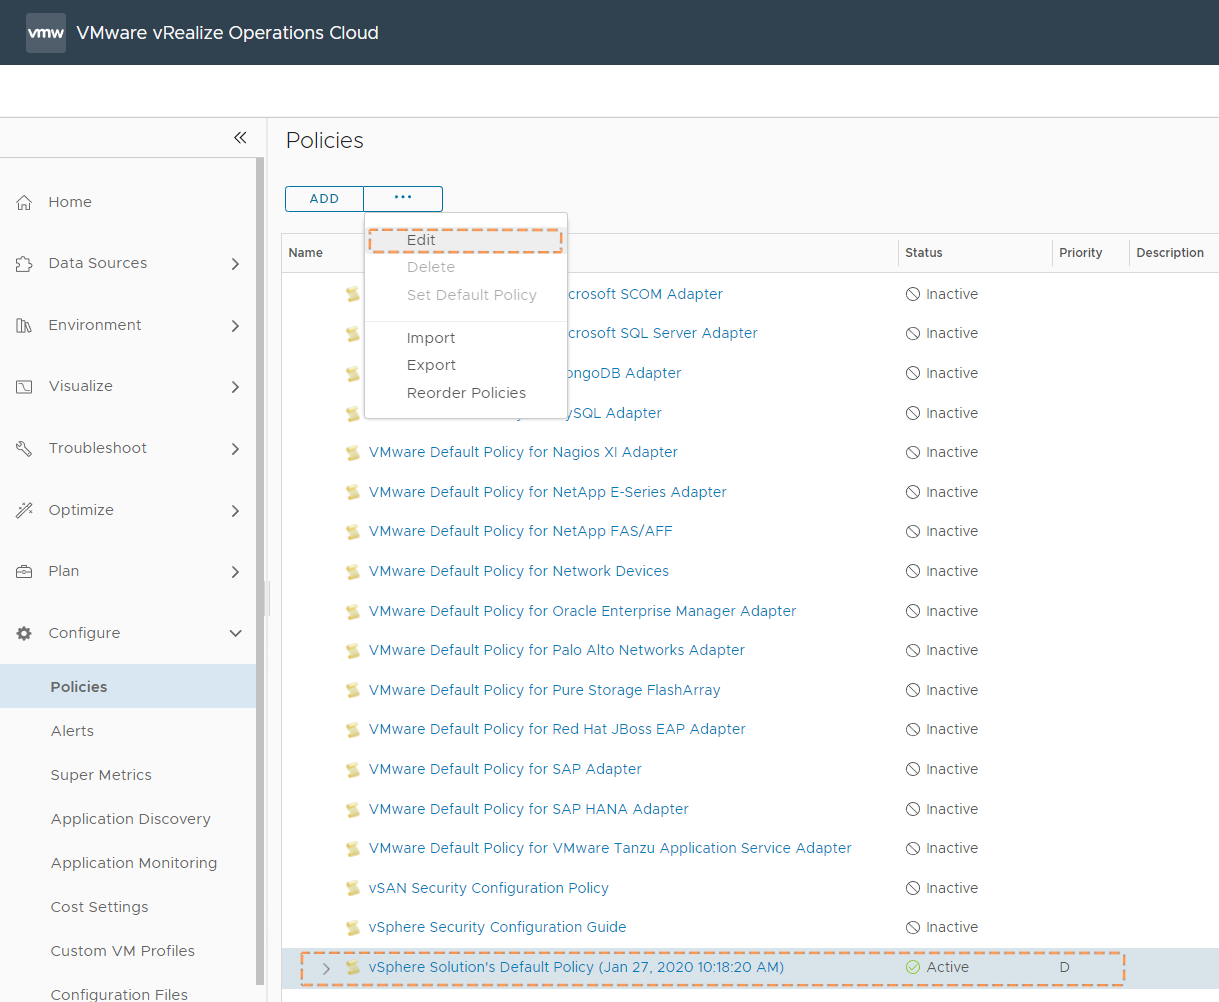 vmw VMware vRealize Operations Cloud
Policies
Home
Data Sources
Environment
Visualize
Troubleshoot
Optimize
Plan
Configure
Policies
Alerts
Super Metrics
Application Discovery
Application Monitoring
Cost Settings
Custom VM Profiles
Configuration Files
ADD ...
Edit
Delete
Set Default Policy
Import
Export
Reorder Policies
Name Status Priority Description
SCOM Adapter Inactive
SQL Server Adapter Inactive
Adapter Inactive
Adapter Inactive
VMware Default Policy for Nagios XI Adapter Inactive
VMware Default Policy for NetApp E-Series Adapter Inactive
VMware Default Policy for NetApp FAS/AFF Inactive
VMware Default Policy for Network Devices Inactive
VMware Default Policy for Oracle Enterprise Manager Adapter Inactive
VMware Default Policy for Palo Alto Networks Adapter Inactive
VMware Default Policy for Pure Storage FlashArray Inactive
VMware Default Policy for Red Hat JBoss EAP Adapter Inactive
VMware Default Policy for SAP Adapter Inactive
VMware Default Policy for SAP HANA Adapter Inactive
VMware Default Policy for VMware Tanzu Application Service Adapter Inactive
vSAN Security Configuration Policy Inactive
vSphere Security Configuration Guide Inactive
vSphere Solution's Default Policy (Jan 27, 2020 10:18:20 AM) Active D